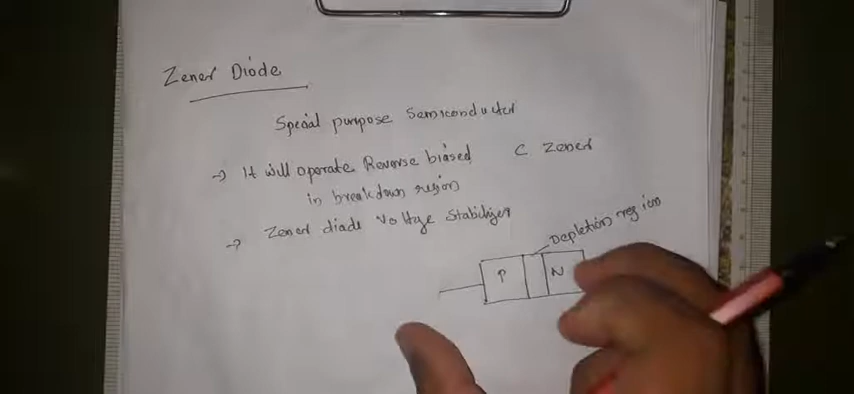 Zener Diode
Special purpose Semiconductor
→ It will operate Reverse biased C Zener
in breakdown region
→ Zener diode Voltage Stabilizer
Depletion region
P N